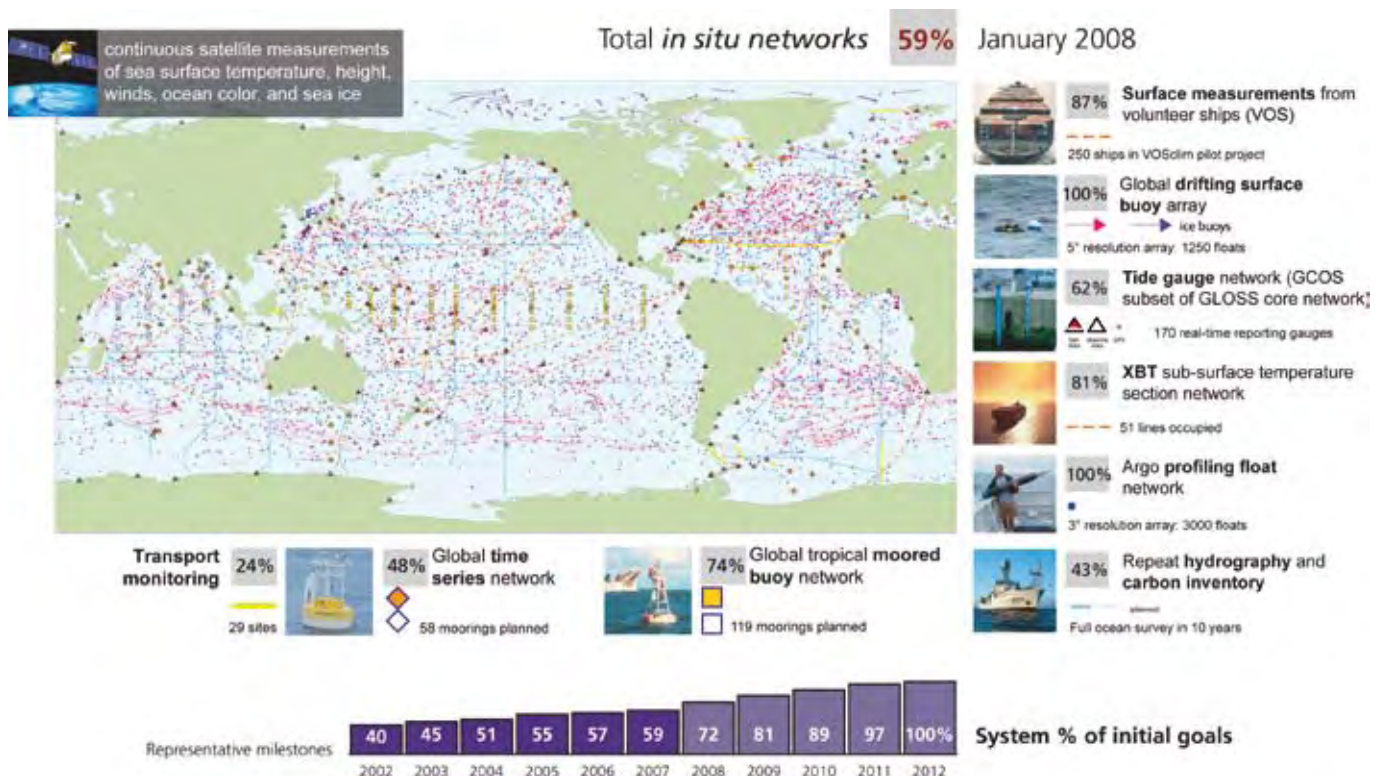 continuous satellite measurements
of sea surface temperature, height,
winds, ocean color, and sea ice
Total in situ networks 59% January 2008
87% Surface measurements from
volunteer ships (VOS)
250 ships in VOSclim pilot project
100% Global drifting surface
buoy array
ice buoys
5° resolution array: 1250 floats
62% Tide gauge network (GCOS
subset of GLOSS core network)
170 real-time reporting gauges
81% XBT sub-surface temperature
section network
51 lines occupied
100% Argo profiling float
network
3° resolution array: 3000 floats
43% Repeat hydrography and
carbon inventory
planned
Full ocean survey in 10 years
Transport
monitoring 24%
29 sites
48% Global time
series network
58 moorings planned
74% Global tropical moored
buoy network
119 moorings planned
Representative milestones
40 45 51 55 57 59 72 81 89 97 100%
2002 2003 2004 2005 2006 2007 2008 2009 2010 2011 2012
System % of initial goals